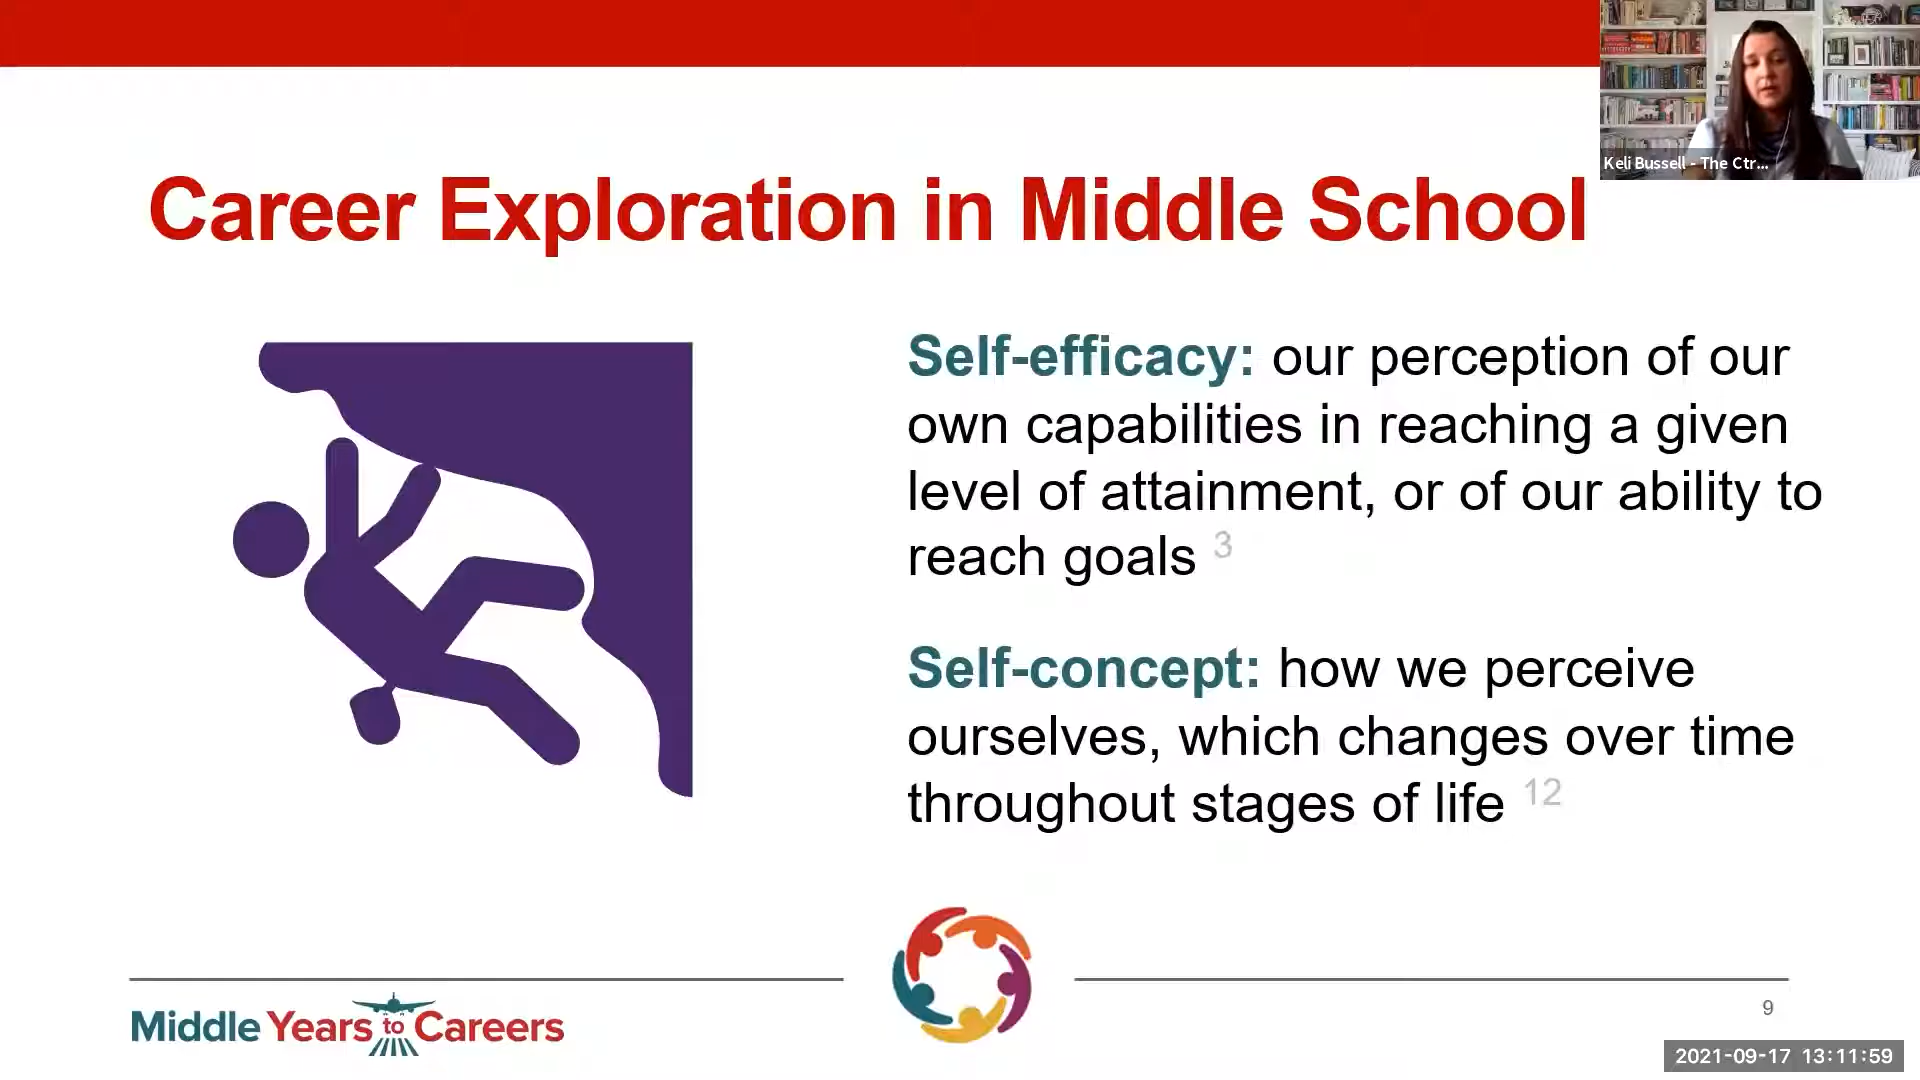 Keli Bussell - The Ctr...
Career Exploration in Middle School
Self-efficacy: our perception of our
own capabilities in reaching a given
level of attainment, or of our ability to
reach goals 3
Self-concept: how we perceive
ourselves, which changes over time
throughout stages of life 12
Middle Years to Careers
9
2021-09-17 13:11:59